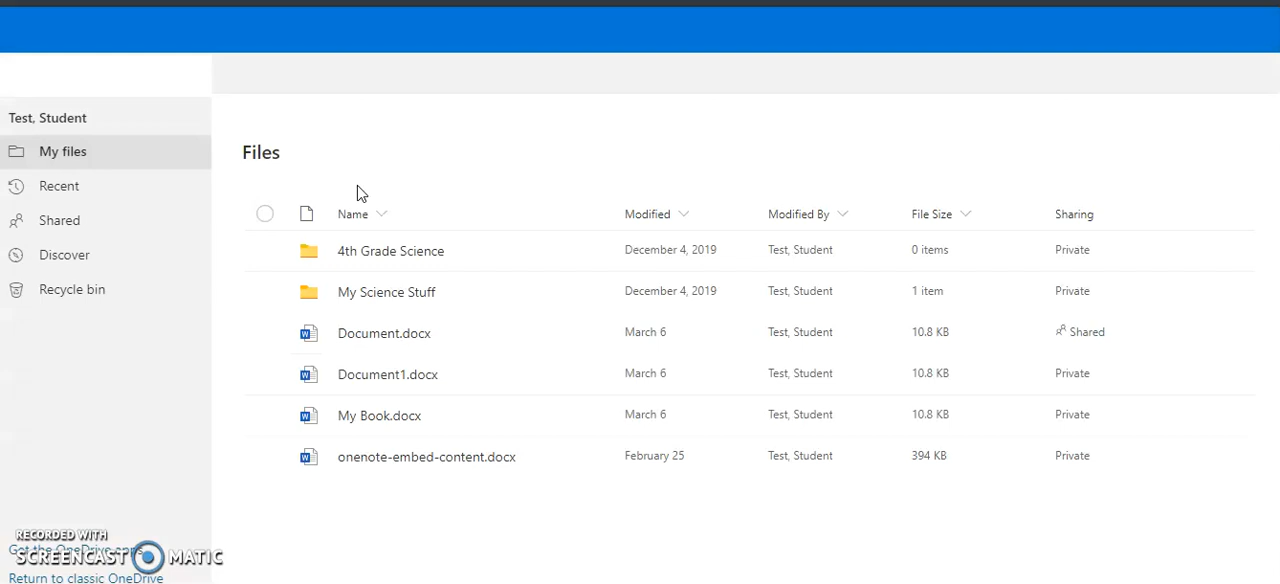 Test, Student
My files
Recent
Shared
Discover
Recycle bin
Files
Name Modified Modified By File Size Sharing
4th Grade Science December 4, 2019 Test, Student 0 items Private
My Science Stuff December 4, 2019 Test, Student 1 item Private
Document.docx March 6 Test, Student 10.8 KB Shared
Document1.docx March 6 Test, Student 10.8 KB Private
My Book.docx March 6 Test, Student 10.8 KB Private
onenote-embed-content.docx February 25 Test, Student 394 KB Private
RECORDED WITH
Get the OneDrive apps
SCREENCAST MATIC
Return to classic OneDrive